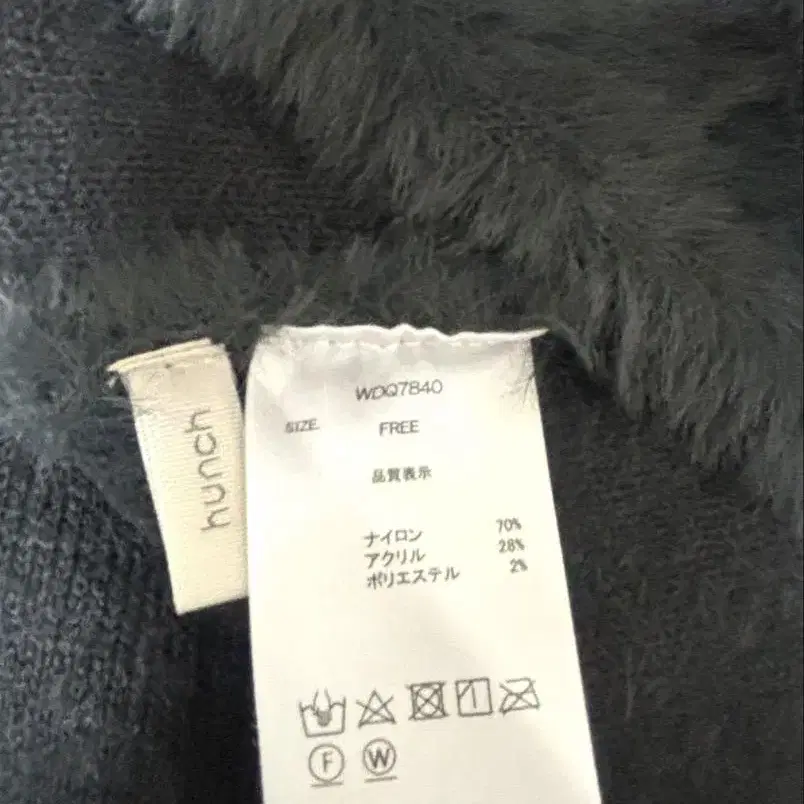 hunch
WDQ7840
SIZE FREE
品質表示
ナイロン 70%
アクリル 28%
ポリエステル 2%
F W